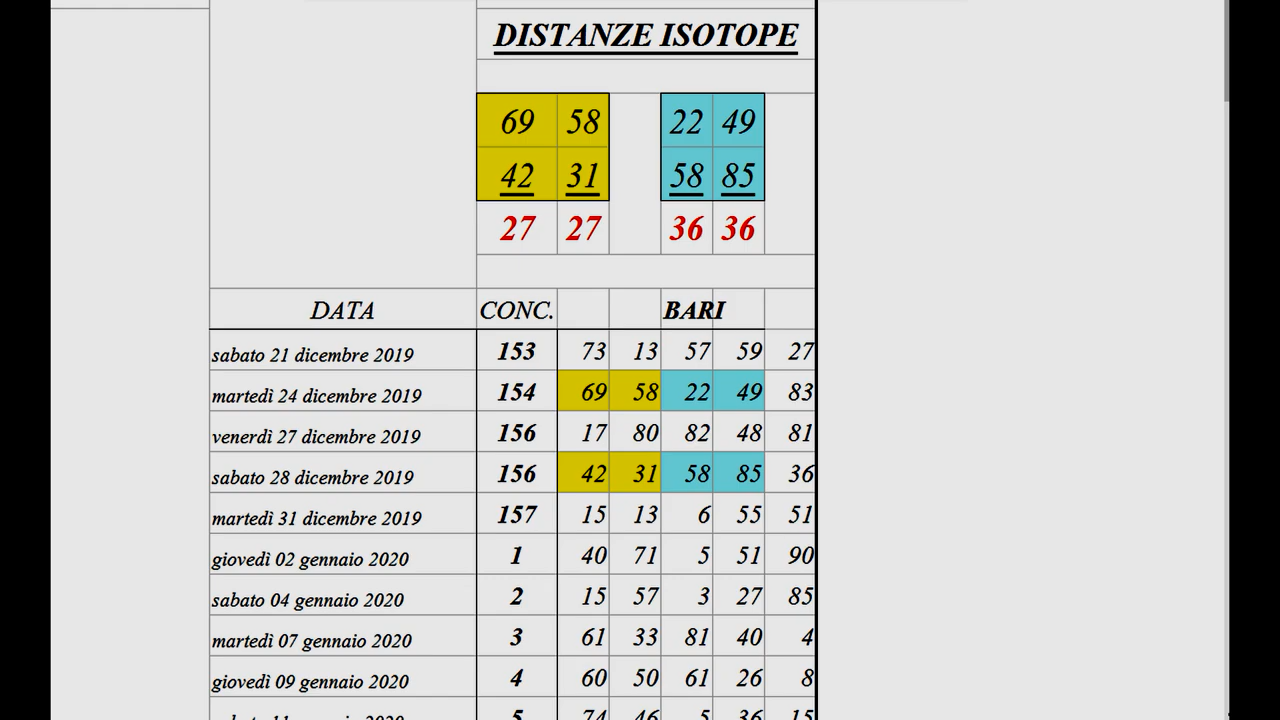 DISTANZE ISOTOPE
69 58 22 49
42 31 58 85
27 27 36 36
DATA CONC. BARI
sabato 21 dicembre 2019 153 73 13 57 59 27
martedì 24 dicembre 2019 154 69 58 22 49 83
venerdì 27 dicembre 2019 156 17 80 82 48 81
sabato 28 dicembre 2019 156 42 31 58 85 36
martedì 31 dicembre 2019 157 15 13 6 55 51
giovedì 02 gennaio 2020 1 40 71 5 51 90
sabato 04 gennaio 2020 2 15 57 3 27 85
martedì 07 gennaio 2020 3 61 33 81 40 4
giovedì 09 gennaio 2020 4 60 50 61 26 8
sabato 11 gennaio 2020 5 74 46 5 36 15